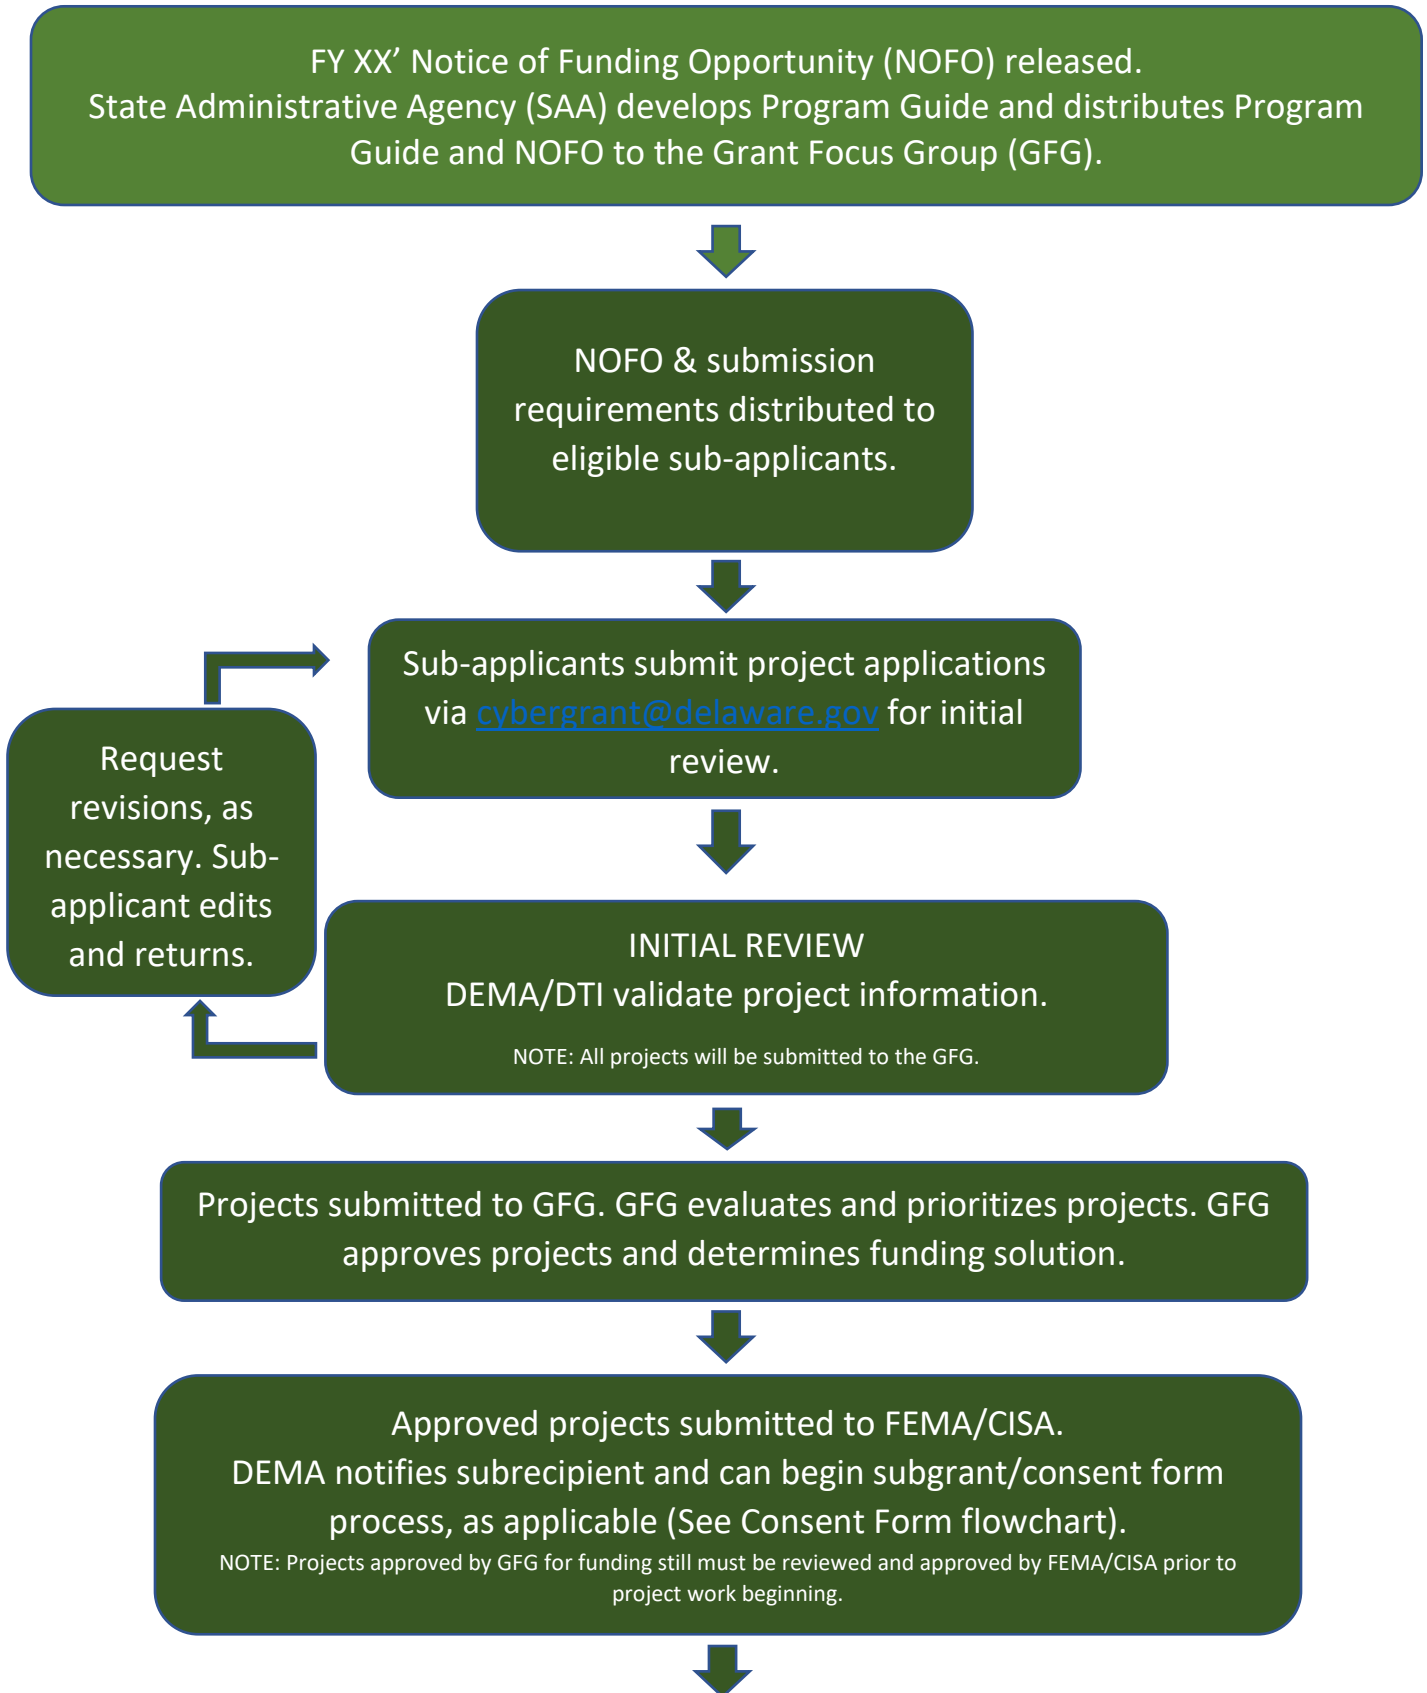 FY XX’ Notice of Funding Opportunity (NOFO) released.
State Administrative Agency (SAA) develops Program Guide and distributes Program
Guide and NOFO to the Grant Focus Group (GFG).
NOFO & submission
requirements distributed to
eligible sub-applicants.
Sub-applicants submit project applications
via cybergrant@delaware.gov for initial
review.
Request
revisions, as
necessary. Sub-
applicant edits
and returns.
INITIAL REVIEW
DEMA/DTI validate project information.
NOTE: All projects will be submitted to the GFG.
Projects submitted to GFG. GFG evaluates and prioritizes projects. GFG
approves projects and determines funding solution.
Approved projects submitted to FEMA/CISA.
DEMA notifies subrecipient and can begin subgrant/consent form
process, as applicable (See Consent Form flowchart).
NOTE: Projects approved by GFG for funding still must be reviewed and approved by FEMA/CISA prior to
project work beginning.